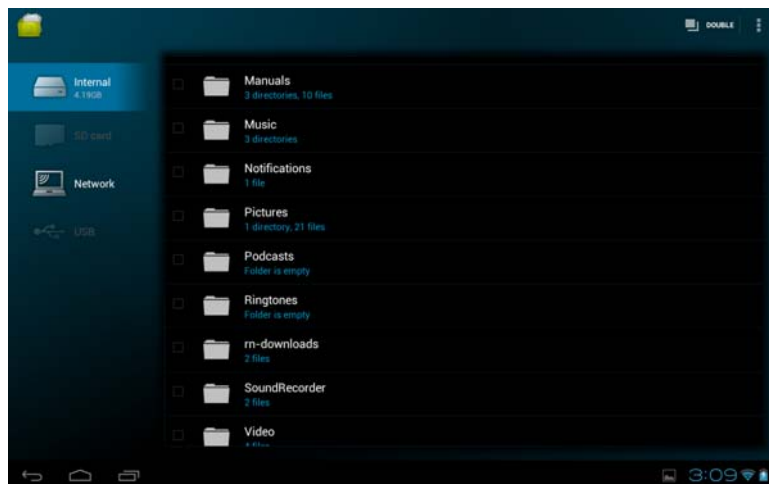 DOUBLE
Internal
4.19GB
SD card
Network
USB
Manuals
3 directories, 10 files
Music
3 directories
Notifications
1 file
Pictures
1 directory, 21 files
Podcasts
Folder is empty
Ringtones
Folder is empty
rn-downloads
2 files
SoundRecorder
2 files
Video
3:09